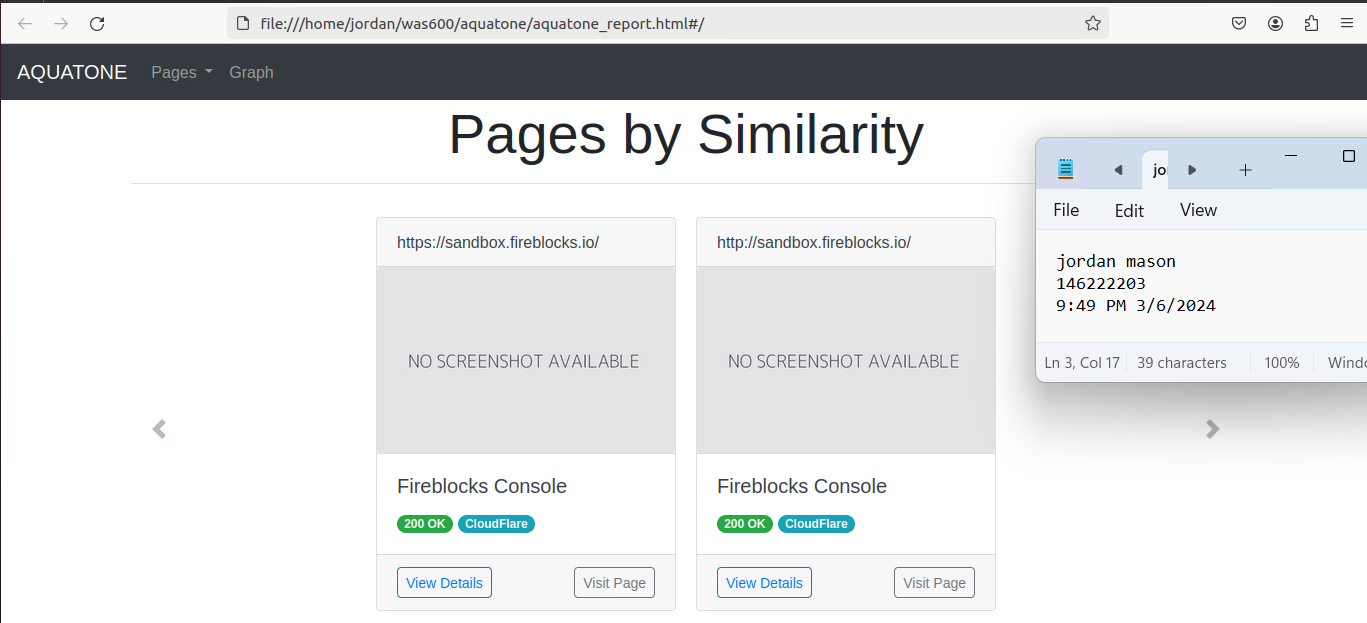 file:///home/jordan/was600/aquatone/aquatone_report.html#/
AQUATONE Pages Graph
Pages by Similarity
https://sandbox.fireblocks.io/
NO SCREENSHOT AVAILABLE
Fireblocks Console
200 OK CloudFlare
View Details Visit Page
http://sandbox.fireblocks.io/
NO SCREENSHOT AVAILABLE
Fireblocks Console
200 OK CloudFlare
View Details Visit Page
jo
File Edit View
jordan mason
146222203
9:49 PM 3/6/2024
Ln 3, Col 17 39 characters 100% Windo